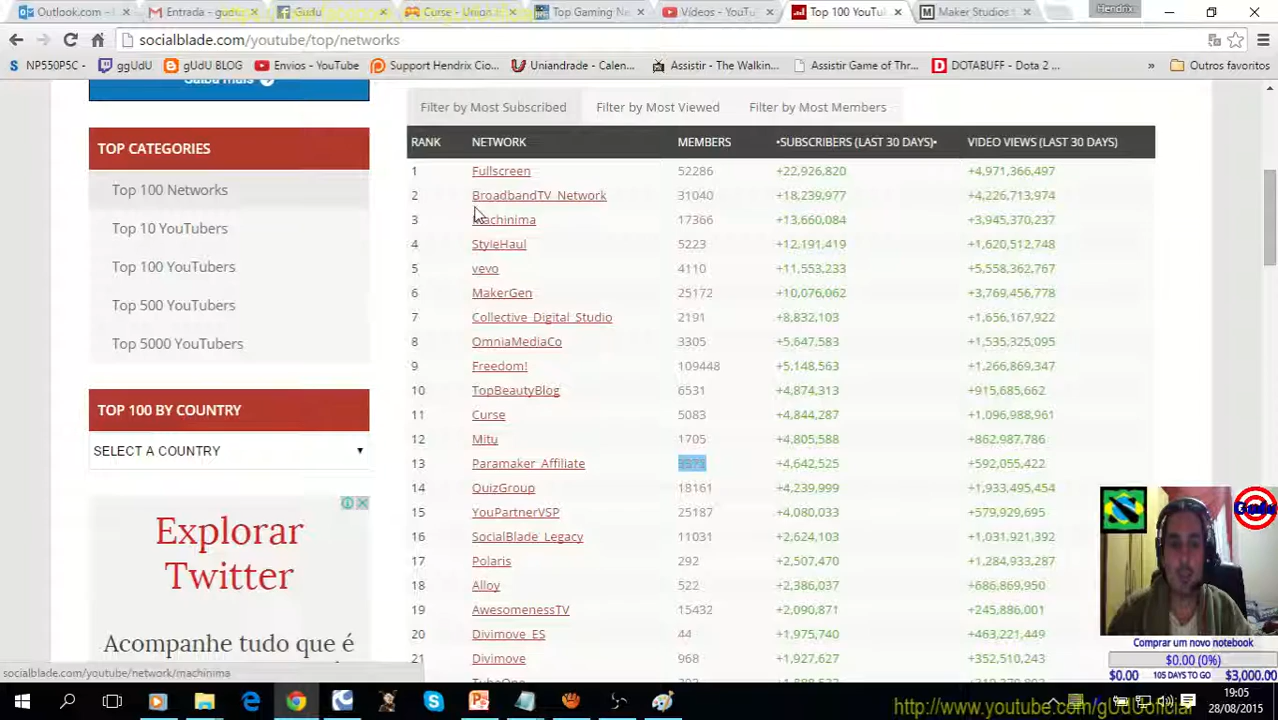 Outlook.com - l
Entrada - gudu
Gudu
Curse - Union
Top Gaming Ne
Vídeos - YouTu
Top 100 YouTu
Maker Studios
Hendrix
socialblade.com/youtube/top/networks
NP550P5C -
ggUdU
gUdU BLOG
Envios - YouTube
Support Hendrix Cio...
Uniandrade - Calen...
Assistir - The Walkin...
Assistir Game of Thr...
DOTABUFF - Dota 2 ...
»
Outros favoritos
Saiba mais
Filter by Most Subscribed
Filter by Most Viewed
Filter by Most Members
TOP CATEGORIES
Top 100 Networks
Top 10 YouTubers
Top 100 YouTubers
Top 500 YouTubers
Top 5000 YouTubers
TOP 100 BY COUNTRY
SELECT A COUNTRY
Explorar
Twitter
Acompanhe tudo que é
RANK NETWORK MEMBERS •SUBSCRIBERS (LAST 30 DAYS)• VIDEO VIEWS (LAST 30 DAYS)
1 Fullscreen 52286 +22,926,820 +4,971,366,497
2 BroadbandTV_Network 31040 +18,239,977 +4,226,713,974
3 Machinima 17366 +13,660,084 +3,945,370,237
4 StyleHaul 5223 +12,191,419 +1,620,512,748
5 vevo 4110 +11,553,233 +5,558,362,767
6 MakerGen 25172 +10,076,062 +3,769,456,778
7 Collective_Digital_Studio 2191 +8,832,103 +1,656,167,922
8 OmniaMediaCo 3305 +5,647,583 +1,535,325,095
9 Freedom! 109448 +5,148,563 +1,266,869,347
10 TopBeautyBlog 6531 +4,874,313 +915,685,662
11 Curse 5083 +4,844,287 +1,096,988,961
12 Mitu 1705 +4,805,588 +862,987,786
13 Paramaker_Affiliate +4,642,525 +592,055,422
14 QuizGroup 18161 +4,239,999 +1,933,495,454
15 YouPartnerVSP 25187 +4,080,033 +579,929,695
16 SocialBlade_Legacy 11031 +2,624,103 +1,031,921,392
17 Polaris 292 +2,507,470 +1,284,933,287
18 Alloy 522 +2,386,037 +686,869,950
19 AwesomenessTV 15432 +2,090,871 +245,886,001
20 Divimove_ES 44 +1,975,740 +463,221,449
21 Divimove 968 +1,927,627 +352,510,243
Gudu
Comprar um novo notebook
$0.00 (0%)
$0.00 105 DAYS TO GO $3,000.00
socialblade.com/youtube/network/machinima
http://www.youtube.com/gUdUofficial
19:05
28/08/2015